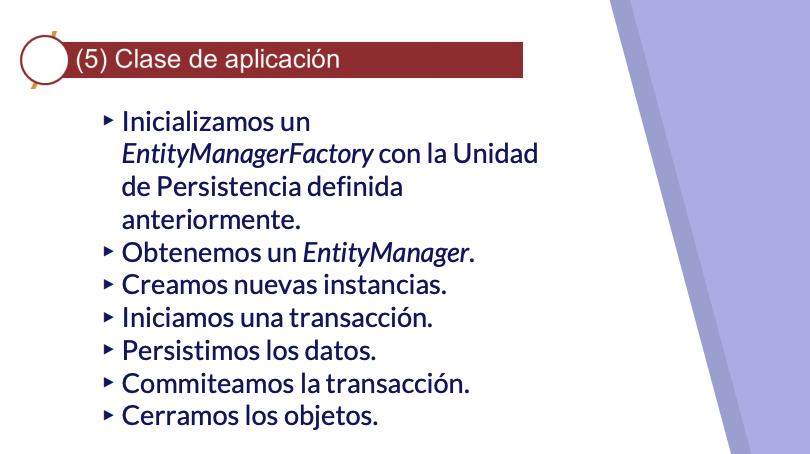 (5) Clase de aplicación
▸ Inicializamos un
EntityManagerFactory con la Unidad
de Persistencia definida
anteriormente.
▸ Obtenemos un EntityManager.
▸ Creamos nuevas instancias.
▸ Iniciamos una transacción.
▸ Persistimos los datos.
▸ Commiteamos la transacción.
▸ Cerramos los objetos.